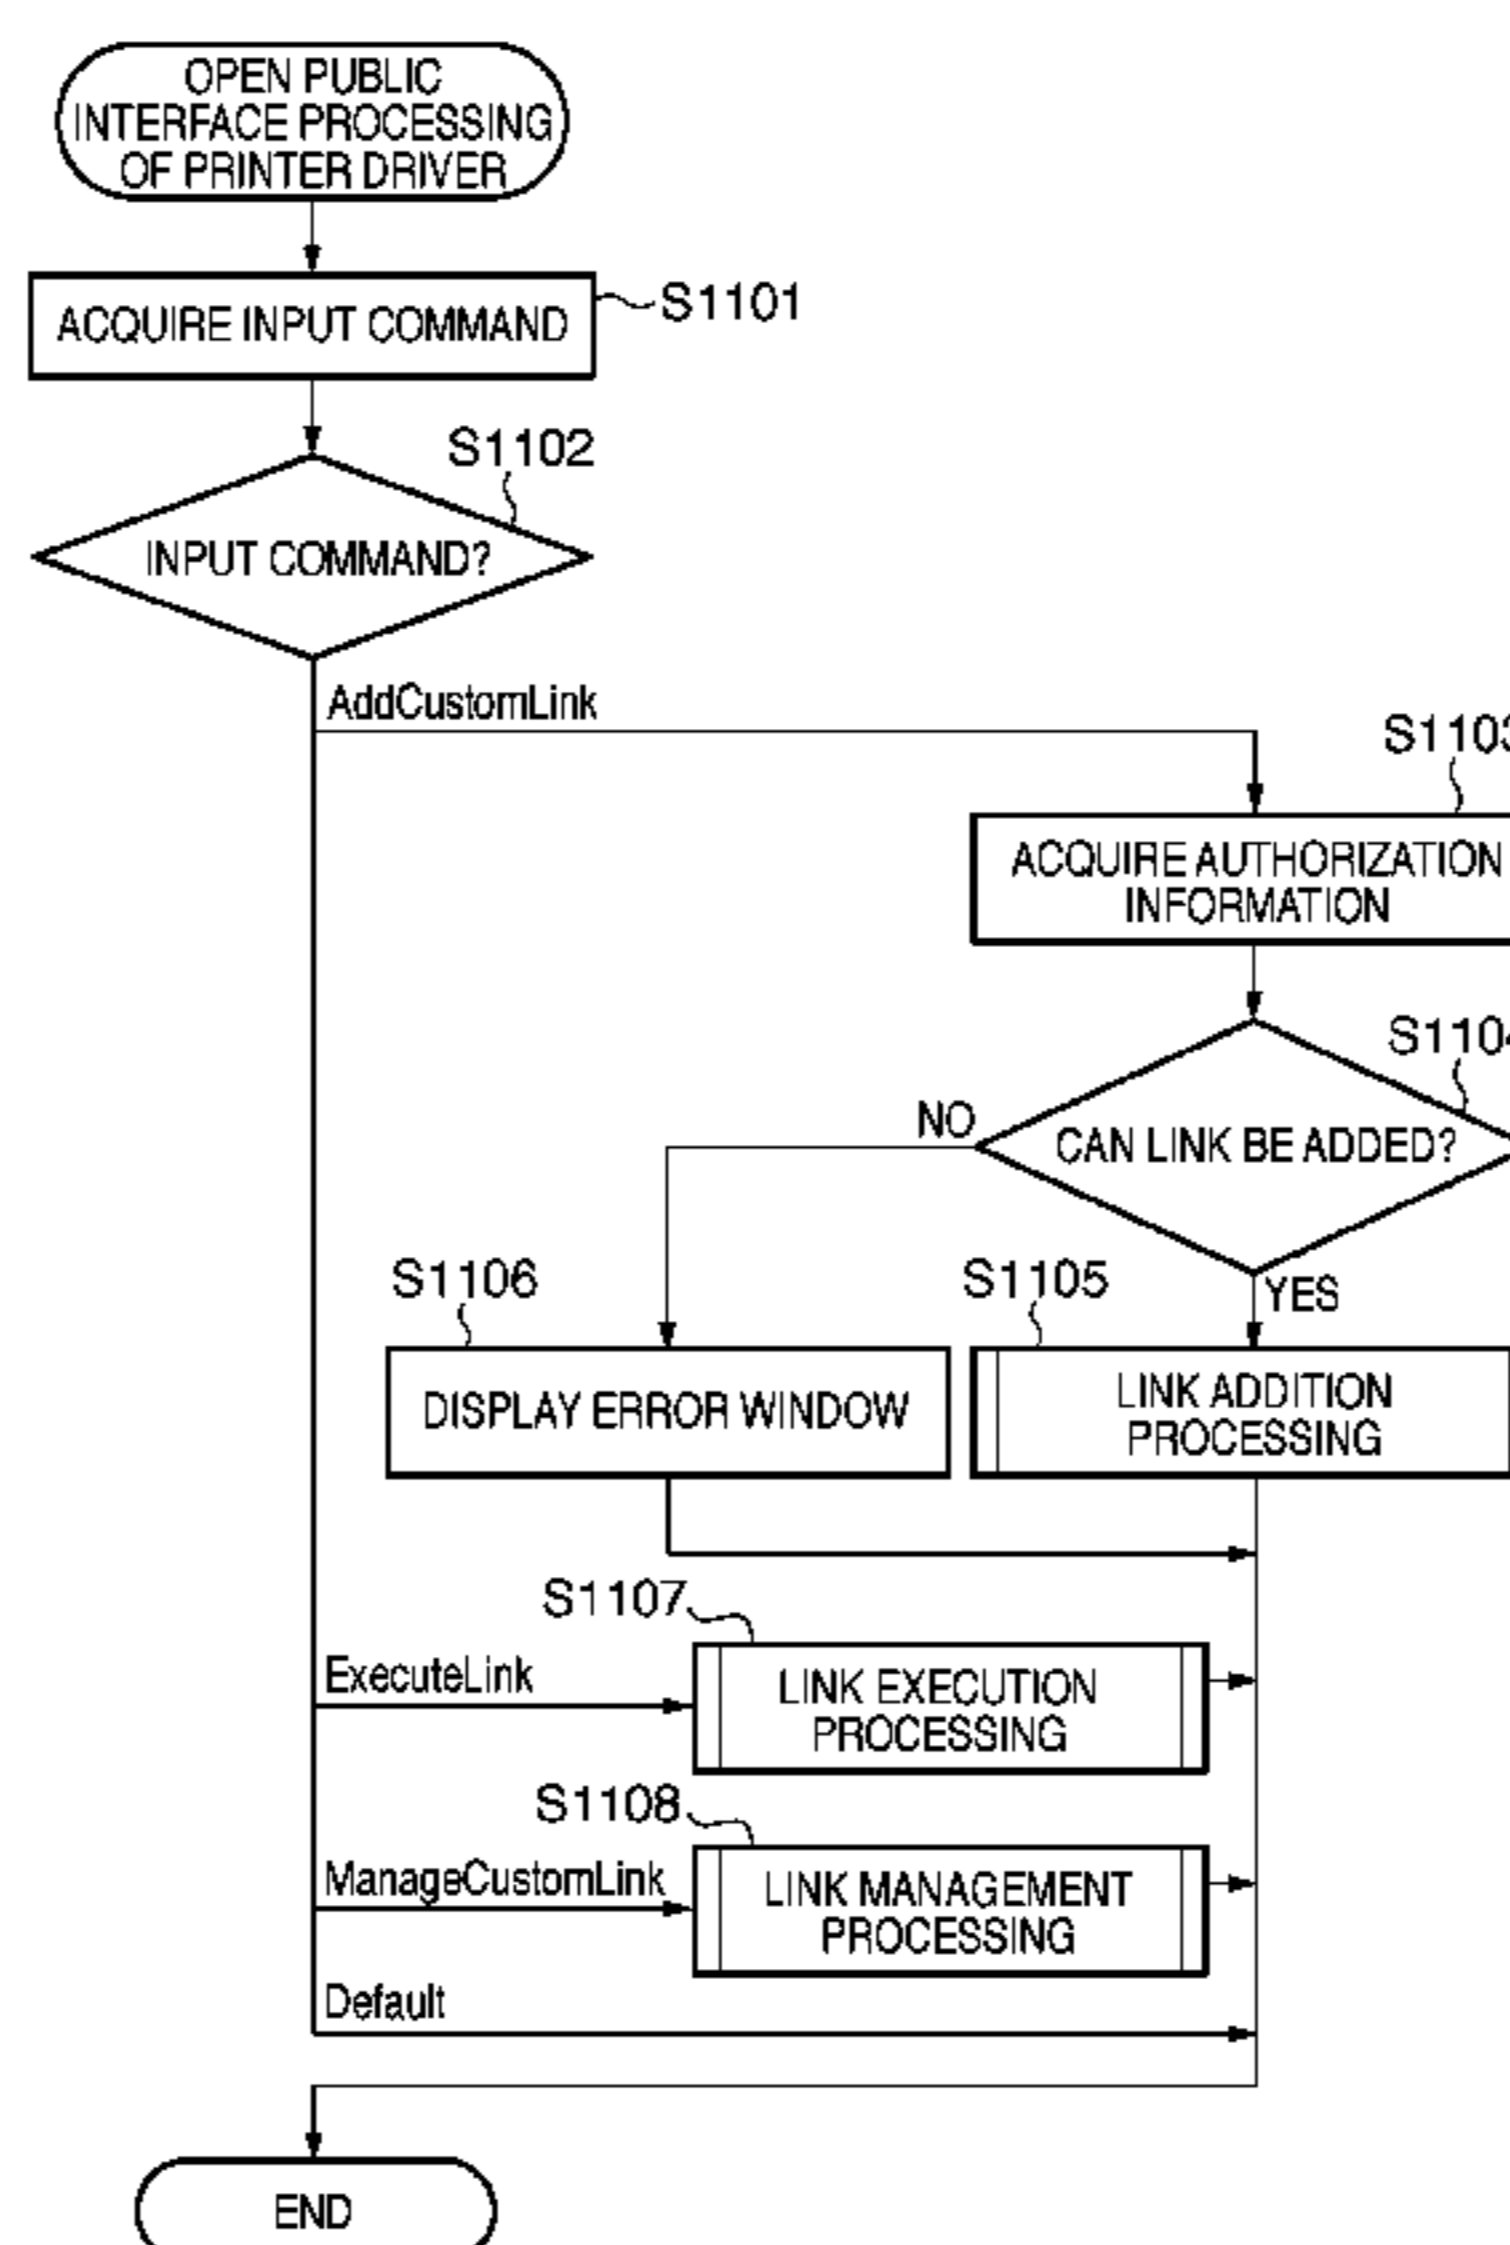 OPEN PUBLIC
INTERFACE PROCESSING
OF PRINTER DRIVER
ACQUIRE INPUT COMMAND
S1101
S1102
INPUT COMMAND?
AddCustomLink
S1103
ACQUIRE AUTHORIZATION
INFORMATION
S1104
NO
CAN LINK BE ADDED?
S1106
S1105
YES
DISPLAY ERROR WINDOW
LINK ADDITION
PROCESSING
S1107
ExecuteLink
LINK EXECUTION
PROCESSING
S1108
ManageCustomLink
LINK MANAGEMENT
PROCESSING
Default
END